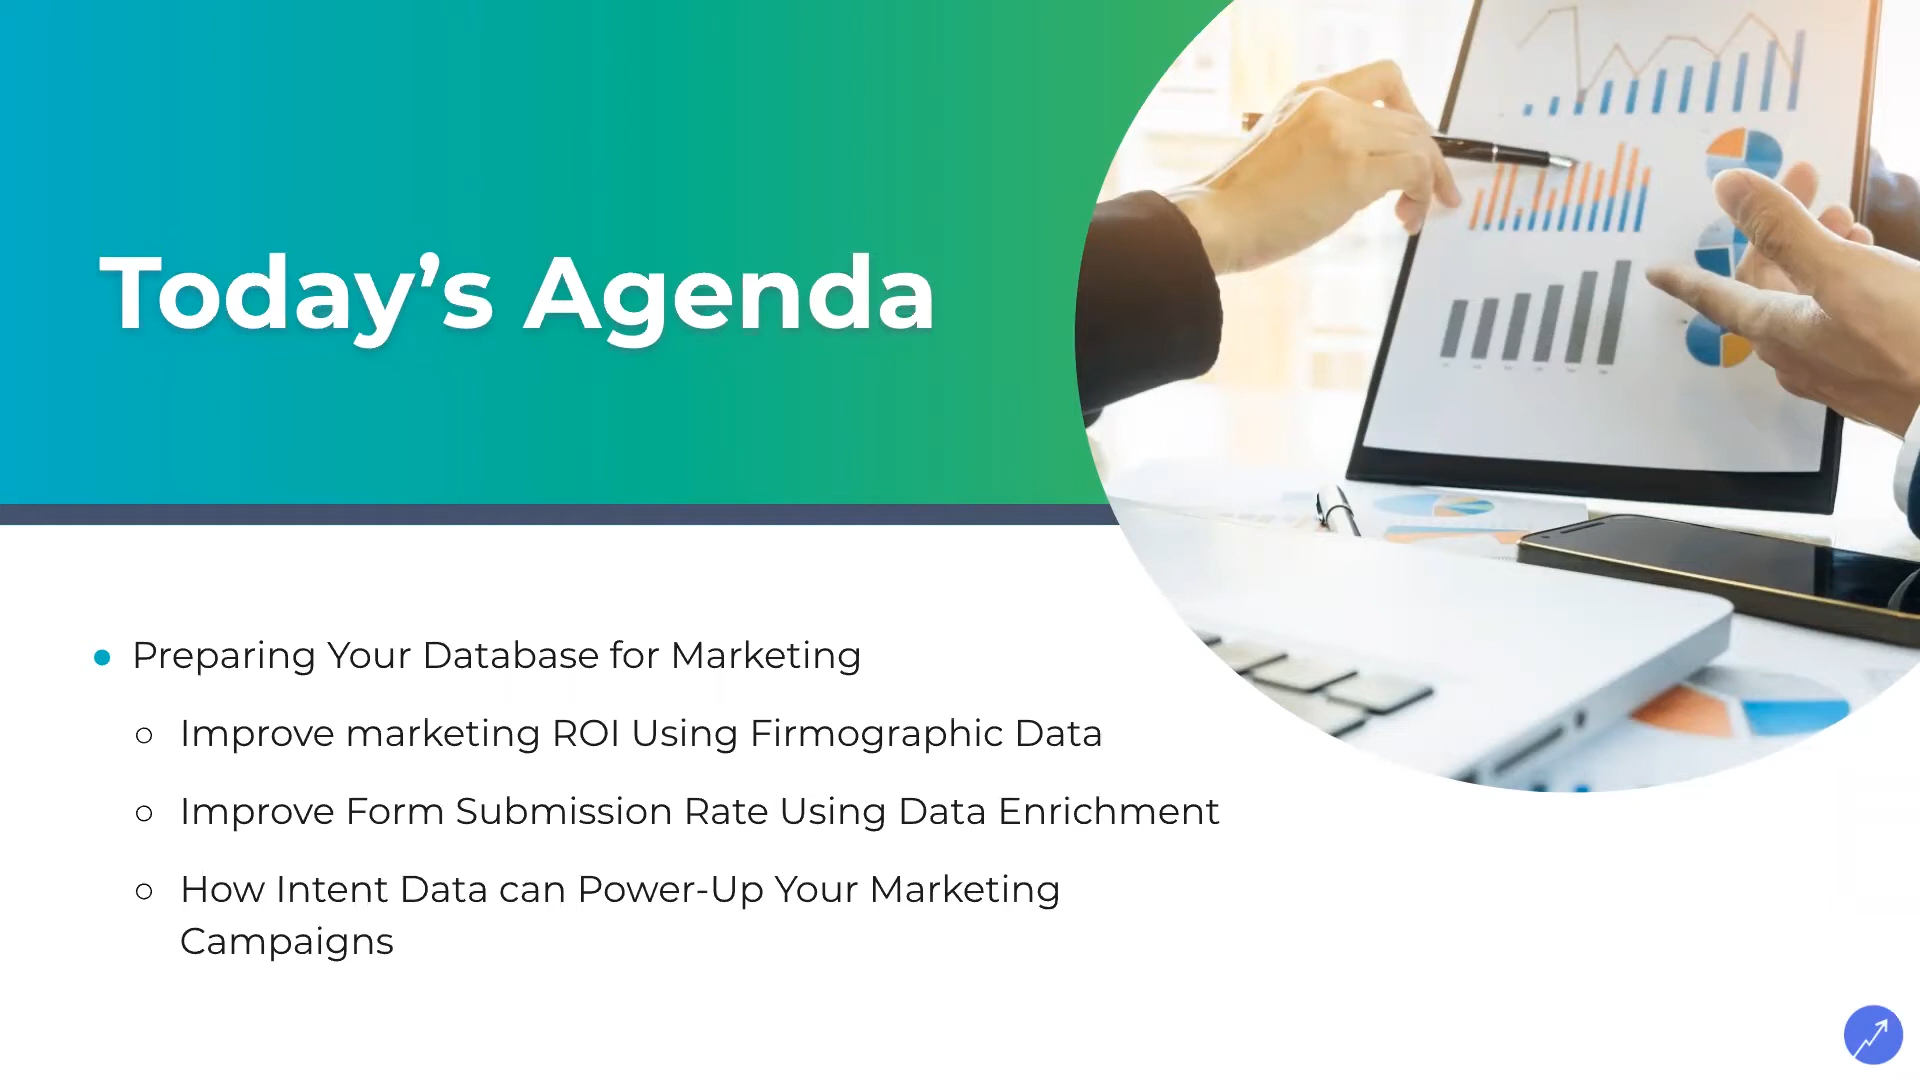 Today’s Agenda
● Preparing Your Database for Marketing
○ Improve marketing ROI Using Firmographic Data
○ Improve Form Submission Rate Using Data Enrichment
○ How Intent Data can Power-Up Your Marketing
Campaigns